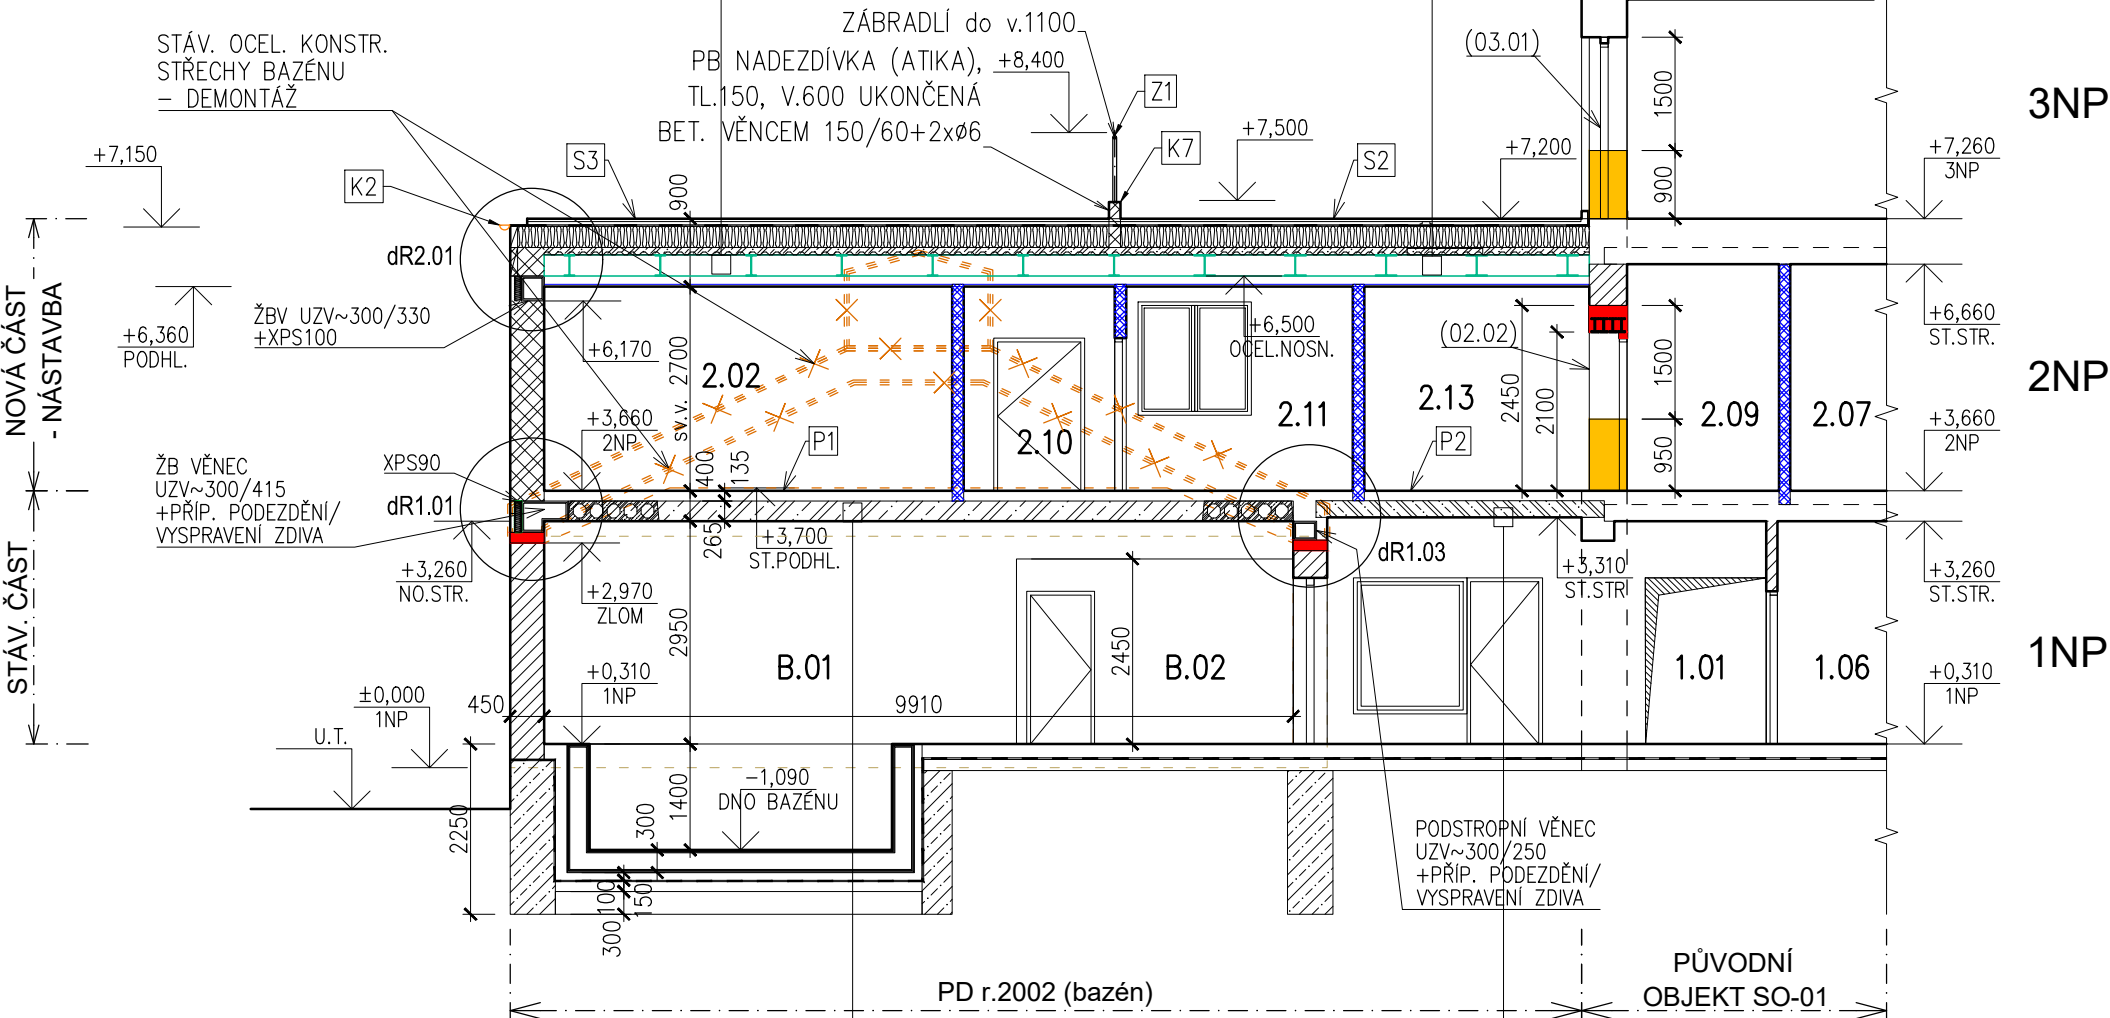 STÁV. OCEL. KONSTR.
STŘECHY BAZÉNU
– DEMONTÁŽ
ZÁBRADLÍ do v.1100
PB NADEZDÍVKA (ATIKA),
TL.150, V.600 UKONČENÁ
BET. VĚNCEM 150/60+2xø6
+8,400
Z1
K7
+7,500
S2
+7,200
(03.01)
1500
900
3NP
+7,260
3NP
+7,150
K2
S3
900
dR2.01
NOVÁ ČÁST
- NÁSTAVBA
+6,360
PODHL.
ŽBV UZV~300/330
+XPS100
+6,170
2.02
sv.v. 2700
+6,500
OCEL.NOSN.
(02.02)
2450
2100
1500
950
+6,660
ST.STR.
2NP
2.10
2.11
2.13
2.09
2.07
+3,660
2NP
+3,660
2NP
P1
P2
400
135
ŽB VĚNEC
UZV~300/415
+PŘÍP. PODEZDĚNÍ/
VYSPRAVENÍ ZDIVA
XPS90
dR1.01
265
+3,700
ST.PODHL.
dR1.03
+3,310
ST.STR
+3,260
NO.STR.
+3,260
ST.STR.
+2,970
ZLOM
STÁV. ČÁST
2950
2450
B.01
B.02
1.01
1.06
1NP
+0,310
1NP
+0,310
1NP
±0,000
1NP
450
9910
U.T.
2250
−1,090
DNO BAZÉNU
1400
300
100
150
300
PODSTROPNÍ VĚNEC
UZV~300/250
+PŘÍP. PODEZDĚNÍ/
VYSPRAVENÍ ZDIVA
PD r.2002 (bazén)
PŮVODNÍ
OBJEKT SO-01